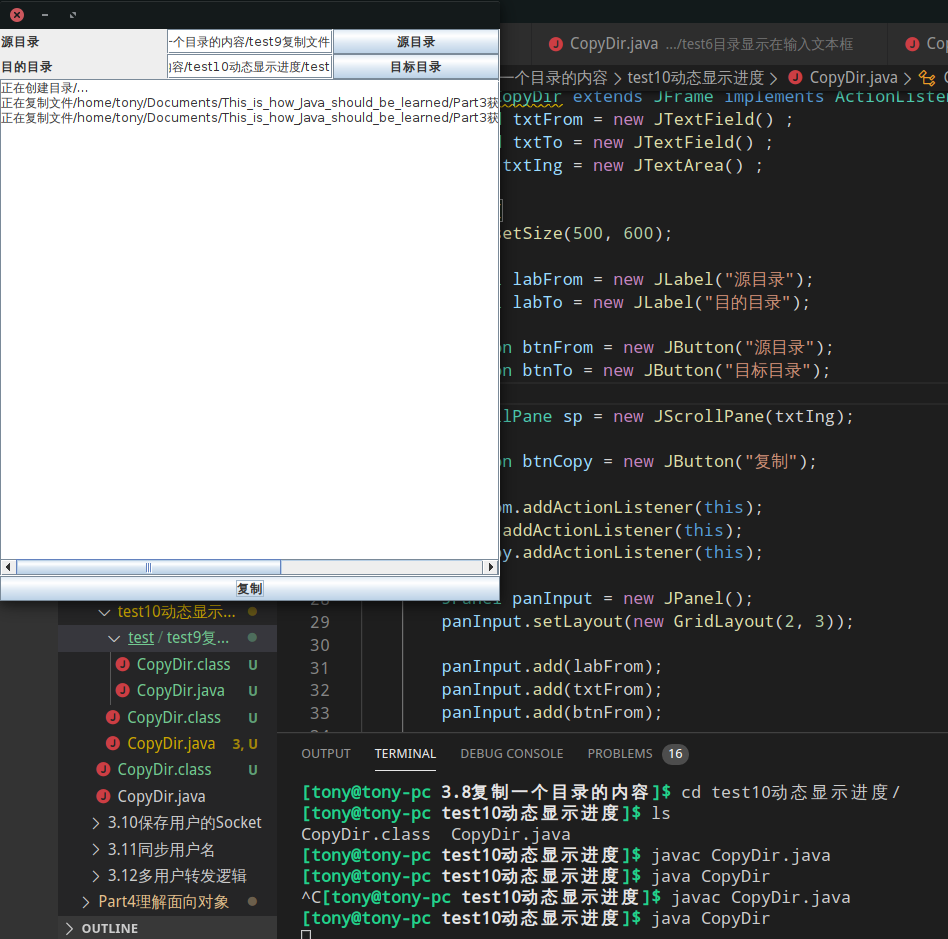 源目录 一个目录的内容/test9复制文件 源目录
目的目录 容/test10动态显示进度/test 目标目录
正在创建目录/...
正在复制文件/home/tony/Documents/This_is_how_Java_should_be_learned/Part3获
正在复制文件/home/tony/Documents/This_is_how_Java_should_be_learned/Part3获
复制
CopyDir.java .../test6目录显示在输入文本框
一个目录的内容 > test10动态显示进度 > CopyDir.java >
CopyDir extends JFrame implements ActionListe
txtFrom = new JTextField() ;
txtTo = new JTextField() ;
txtIng = new JTextArea() ;
setSize(500, 600);
labFrom = new JLabel("源目录");
labTo = new JLabel("目的目录");
n btnFrom = new JButton("源目录");
n btnTo = new JButton("目标目录");
llPane sp = new JScrollPane(txtIng);
n btnCopy = new JButton("复制");
om.addActionListener(this);
.addActionListener(this);
y.addActionListener(this);
28 JPanel panInput = new JPanel();
29 panInput.setLayout(new GridLayout(2, 3));
30
31 panInput.add(labFrom);
32 panInput.add(txtFrom);
33 panInput.add(btnFrom);
test10动态显示...
test / test9复...
CopyDir.class U
CopyDir.java U
CopyDir.class U
CopyDir.java 3, U
CopyDir.class U
CopyDir.java
3.10保存用户的Socket
3.11同步用户名
3.12多用户转发逻辑
Part4理解面向对象
OUTLINE
OUTPUT TERMINAL DEBUG CONSOLE PROBLEMS 16
[tony@tony-pc 3.8复制一个目录的内容]$ cd test10动态显示进度/
[tony@tony-pc test10动态显示进度]$ ls
CopyDir.class CopyDir.java
[tony@tony-pc test10动态显示进度]$ javac CopyDir.java
[tony@tony-pc test10动态显示进度]$ java CopyDir
^C[tony@tony-pc test10动态显示进度]$ javac CopyDir.java
[tony@tony-pc test10动态显示进度]$ java CopyDir